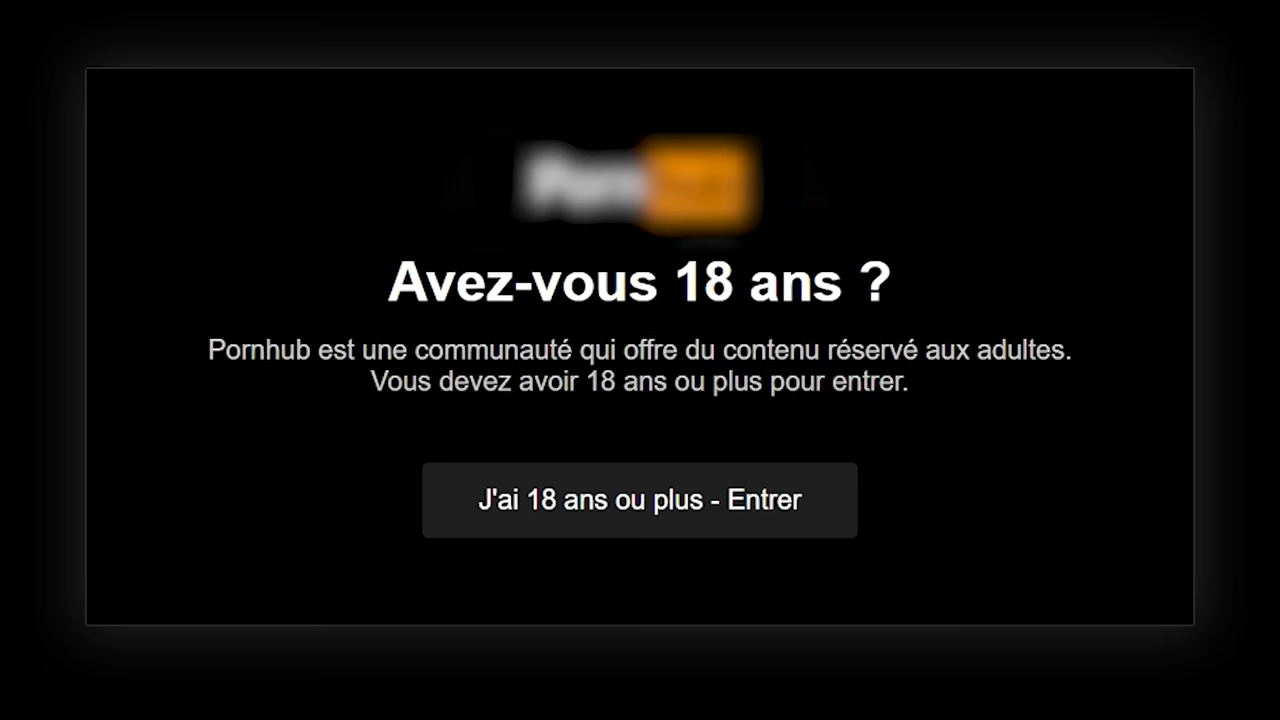 Avez-vous 18 ans ?
Pornhub est une communauté qui offre du contenu réservé aux adultes.
Vous devez avoir 18 ans ou plus pour entrer.
J'ai 18 ans ou plus - Entrer